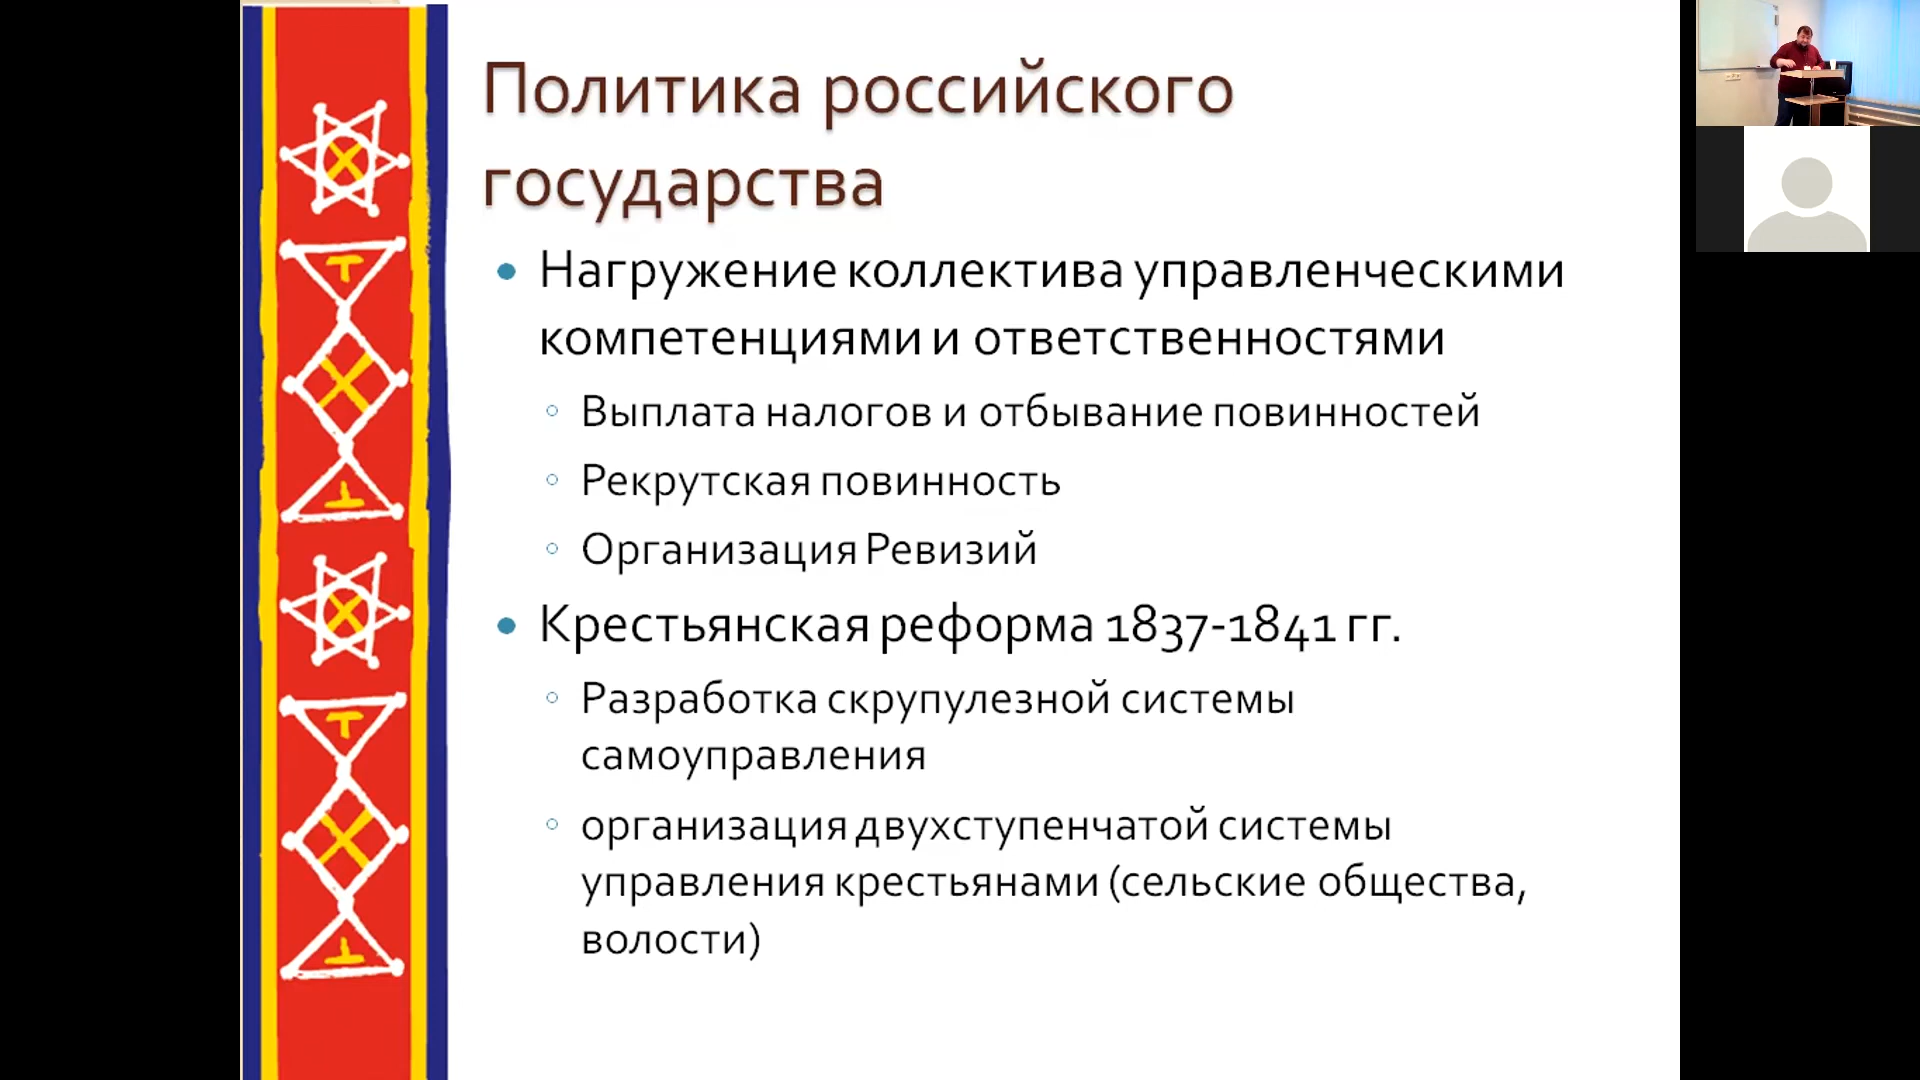 Политика российского
государства
Нагружение коллектива управленческими
компетенциями и ответственностями
Выплата налогов и отбывание повинностей
Рекрутская повинность
Организация Ревизий
Крестьянская реформа 1837-1841 гг.
Разработка скрупулезной системы
самоуправления
организация двухступенчатой системы
управления крестьянами (сельские общества,
волости)